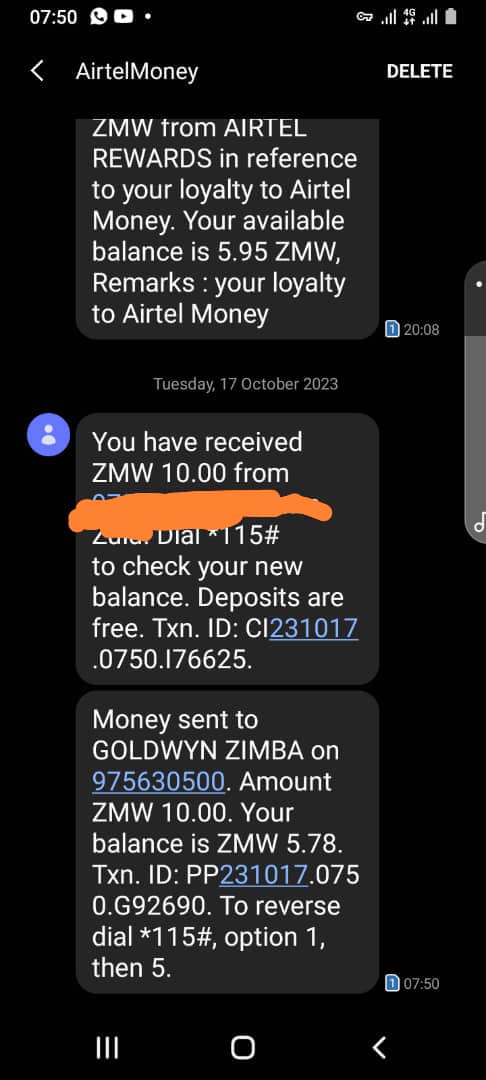 07:50
4G
AirtelMoney
DELETE
ZMW from AIRTEL
REWARDS in reference
to your loyalty to Airtel
Money. Your available
balance is 5.95 ZMW,
Remarks : your loyalty
to Airtel Money
1 20:08
Tuesday, 17 October 2023
You have received
ZMW 10.00 from
Dial *115#
to check your new
balance. Deposits are
free. Txn. ID: CI231017
.0750.I76625.
Money sent to
GOLDWYN ZIMBA on
975630500. Amount
ZMW 10.00. Your
balance is ZMW 5.78.
Txn. ID: PP231017.075
0.G92690. To reverse
dial *115#, option 1,
then 5.
1 07:50